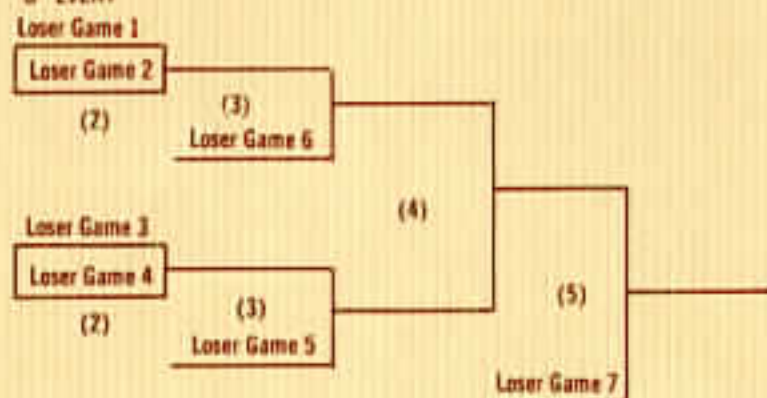 Loser Game 1
Loser Game 2
(2)
(3)
Loser Game 6
(4)
Loser Game 3
Loser Game 4
(2)
(3)
Loser Game 5
(5)
Loser Game 7